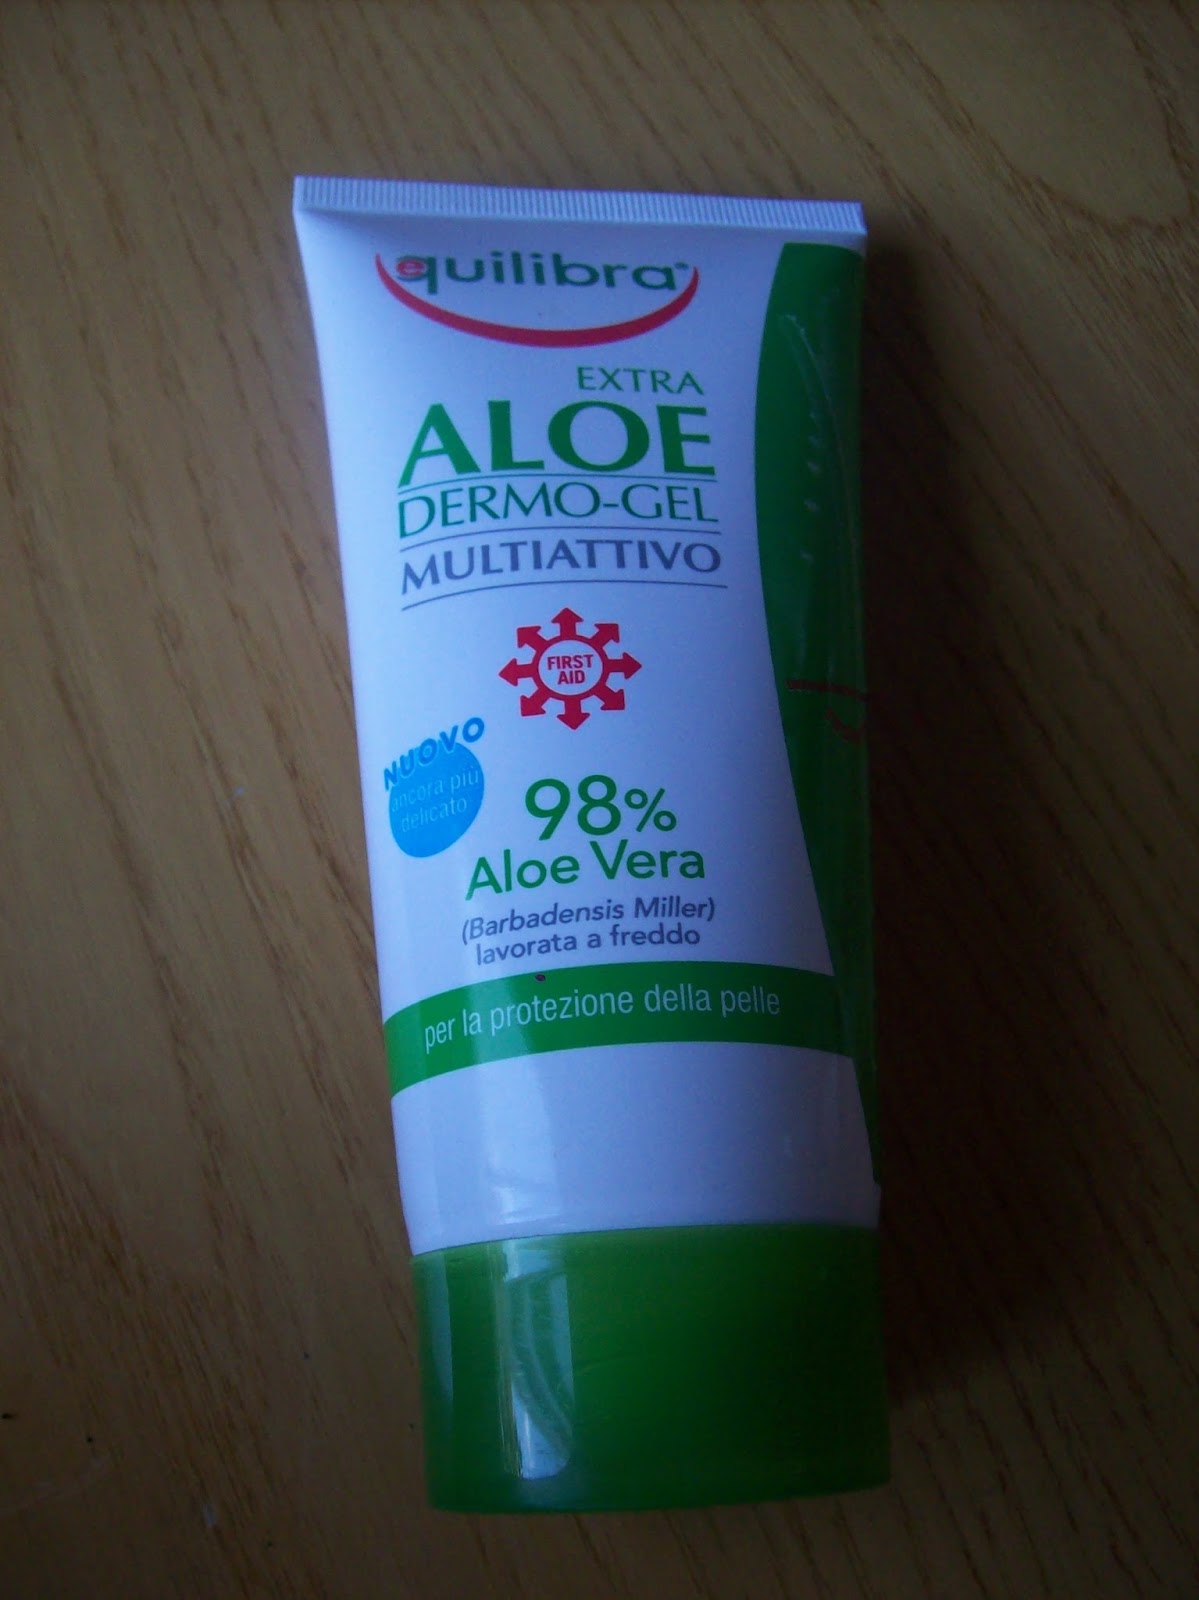 equilibra®
EXTRA
ALOE
DERMO-GEL
MULTIATTIVO
FIRST
AID
NUOVO
ancora più
delicato
98%
Aloe Vera
(Barbadensis Miller)
lavorata a freddo
per la protezione della pelle